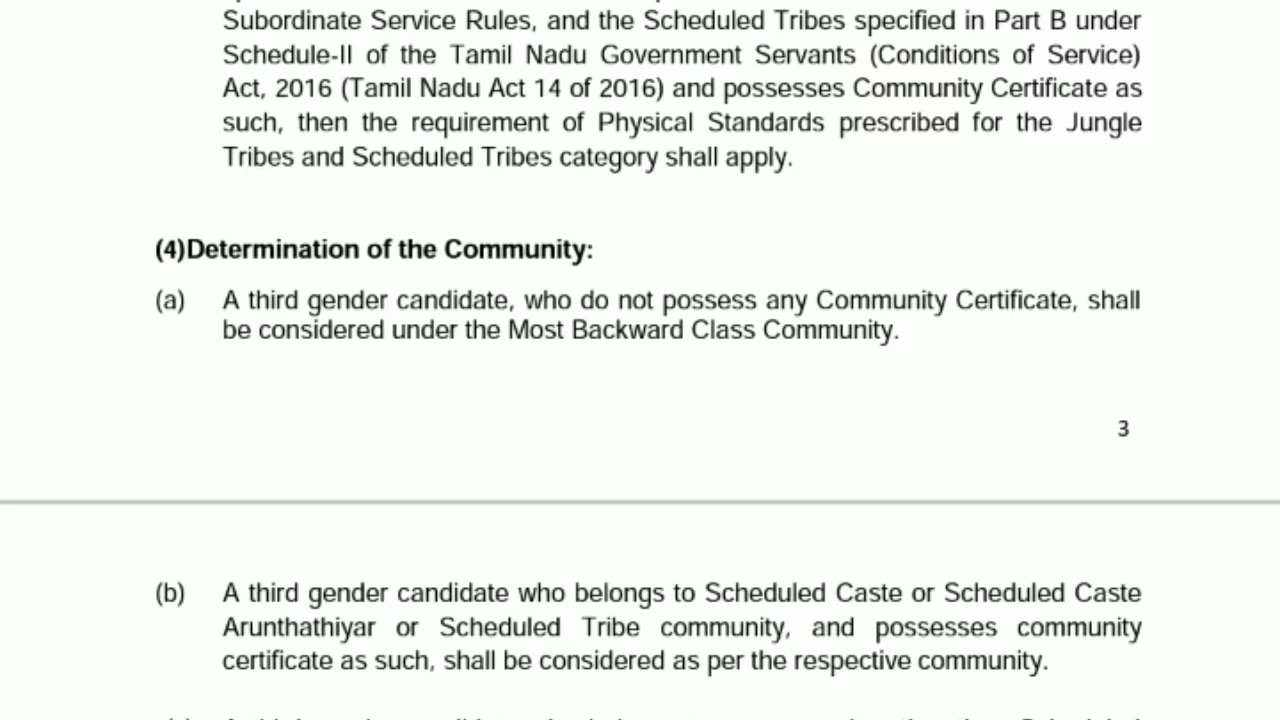 Subordinate Service Rules, and the Scheduled Tribes specified in Part B under
Schedule-II of the Tamil Nadu Government Servants (Conditions of Service)
Act, 2016 (Tamil Nadu Act 14 of 2016) and possesses Community Certificate as
such, then the requirement of Physical Standards prescribed for the Jungle
Tribes and Scheduled Tribes category shall apply.
(4)Determination of the Community:
(a) A third gender candidate, who do not possess any Community Certificate, shall
be considered under the Most Backward Class Community.
3
(b) A third gender candidate who belongs to Scheduled Caste or Scheduled Caste
Arunthathiyar or Scheduled Tribe community, and possesses community
certificate as such, shall be considered as per the respective community.